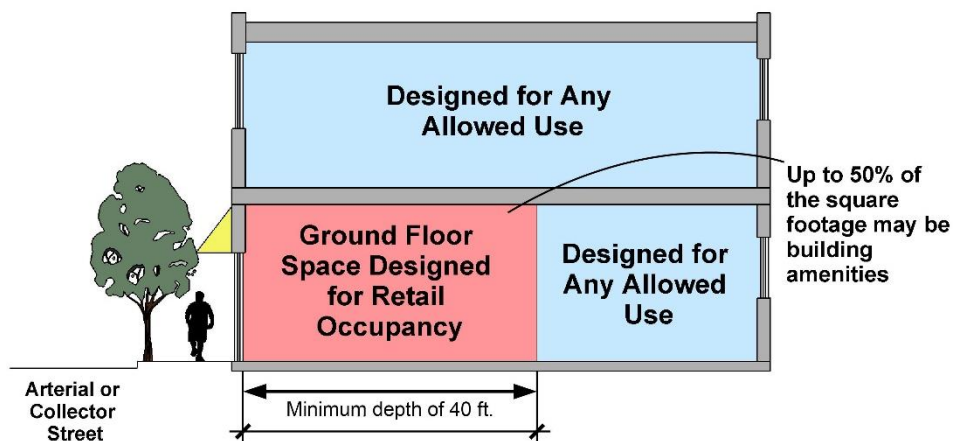 Designed for Any
Allowed Use
Up to 50% of
the square
footage may be
building
amenities
Ground Floor
Space Designed
for Retail
Occupancy
Designed for
Any Allowed
Use
Arterial or
Collector
Street
Minimum depth of 40 ft.